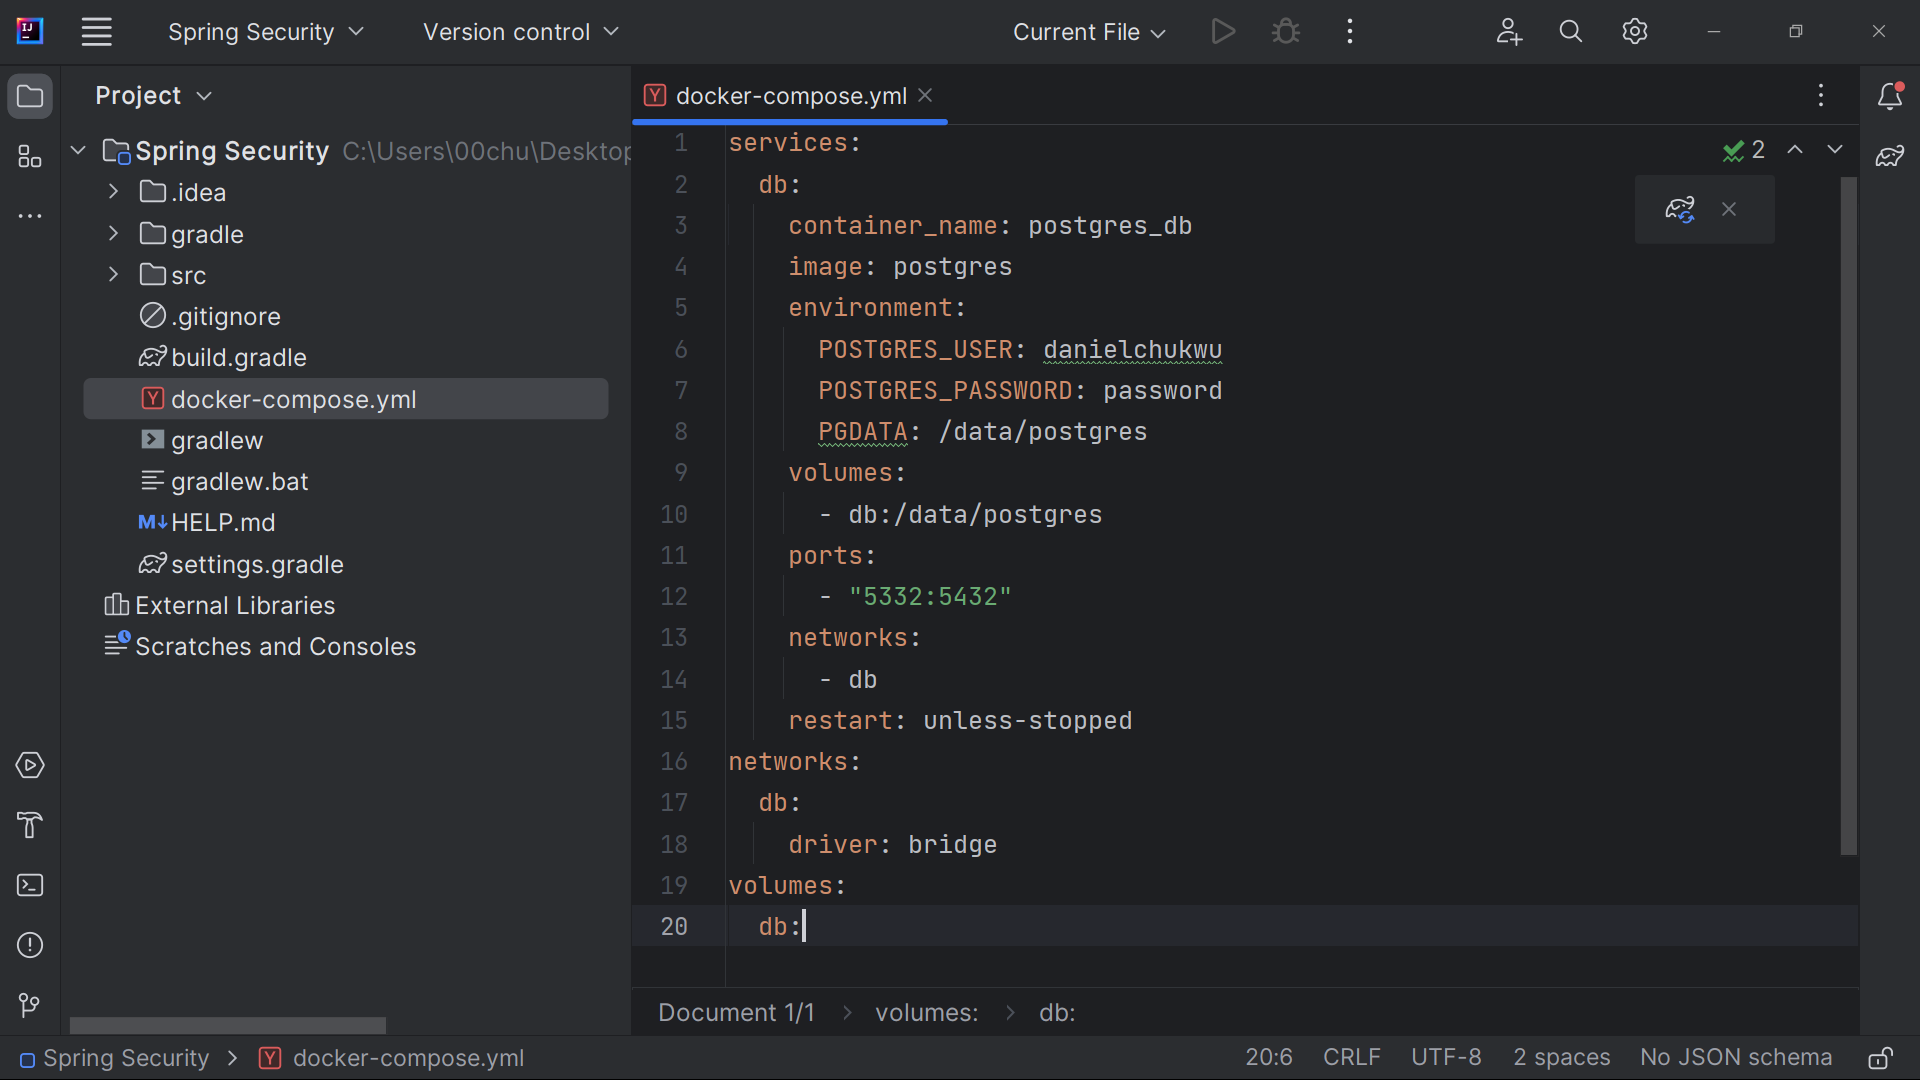 IJ
Spring Security
Version control
Current File
Project
Spring Security C:\Users\00chu\Desktop
.idea
gradle
src
.gitignore
build.gradle
docker-compose.yml
gradlew
gradlew.bat
M↓ HELP.md
settings.gradle
External Libraries
Scratches and Consoles
Y docker-compose.yml
2
1 services:
2   db:
3     container_name: postgres_db
4     image: postgres
5     environment:
6       POSTGRES_USER: danielchukwu
7       POSTGRES_PASSWORD: password
8       PGDATA: /data/postgres
9     volumes:
10       - db:/data/postgres
11     ports:
12       - "5332:5432"
13     networks:
14       - db
15     restart: unless-stopped
16 networks:
17   db:
18     driver: bridge
19 volumes:
20   db:
Document 1/1 > volumes: > db:
Spring Security > Y docker-compose.yml
20:6 CRLF UTF-8 2 spaces No JSON schema